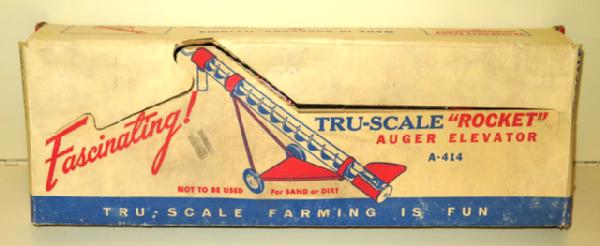 Fascinating!
TRU-SCALE "ROCKET"
AUGER ELEVATOR
A-414
NOT TO BE USED For SAND or DIRT
TRU-SCALE FARMING IS FUN